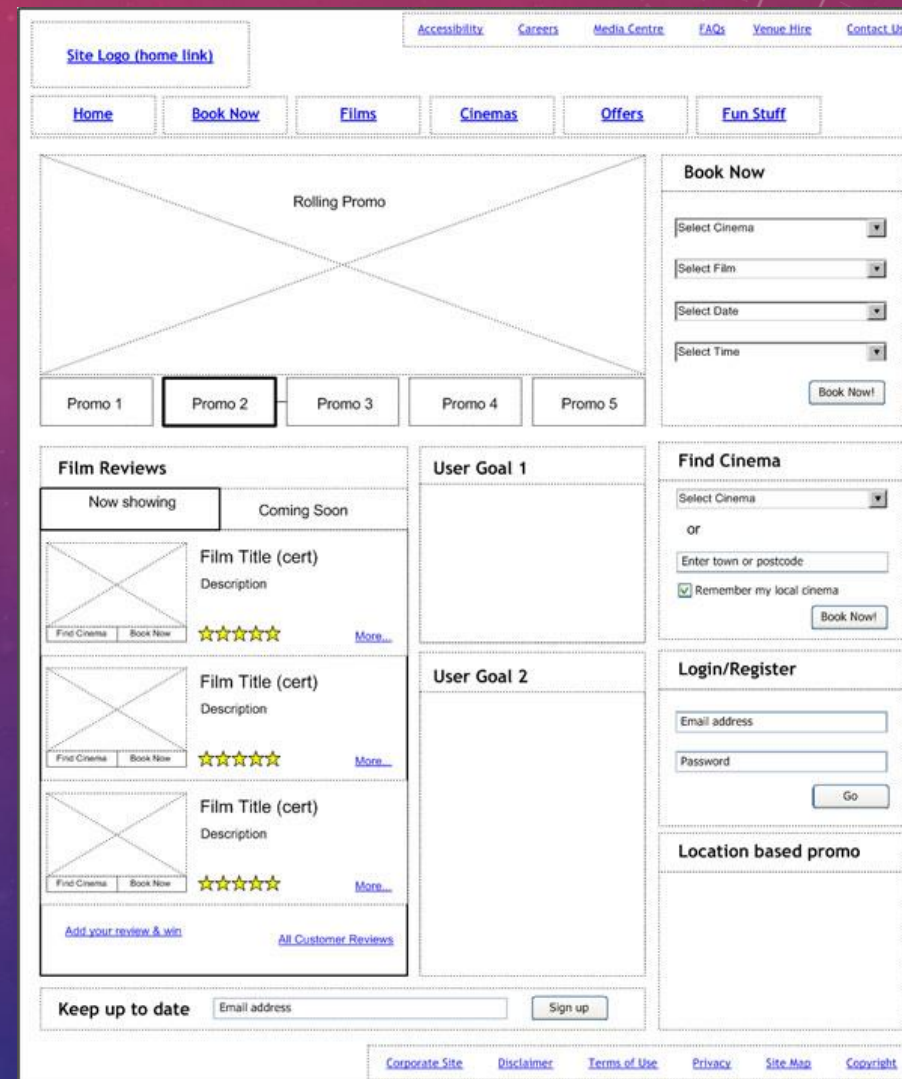 Accessibility Careers Media Centre FAQs Venue Hire Contact Us
Site Logo (home link)
Home Book Now Films Cinemas Offers Fun Stuff
Rolling Promo
Promo 1 Promo 2 Promo 3 Promo 4 Promo 5
Book Now
Select Cinema
Select Film
Select Date
Select Time
Book Now!
Film Reviews
Now showing Coming Soon
Film Title (cert)
Description
Find Cinema Book Now More...
Film Title (cert)
Description
Find Cinema Book Now More...
Film Title (cert)
Description
Find Cinema Book Now More...
Add your review & win All Customer Reviews
User Goal 1
User Goal 2
Find Cinema
Select Cinema
or
Enter town or postcode
Remember my local cinema
Book Now!
Login/Register
Email address
Password
Go
Location based promo
Keep up to date Email address Sign up
Corporate Site Disclaimer Terms of Use Privacy Site Map Copyright